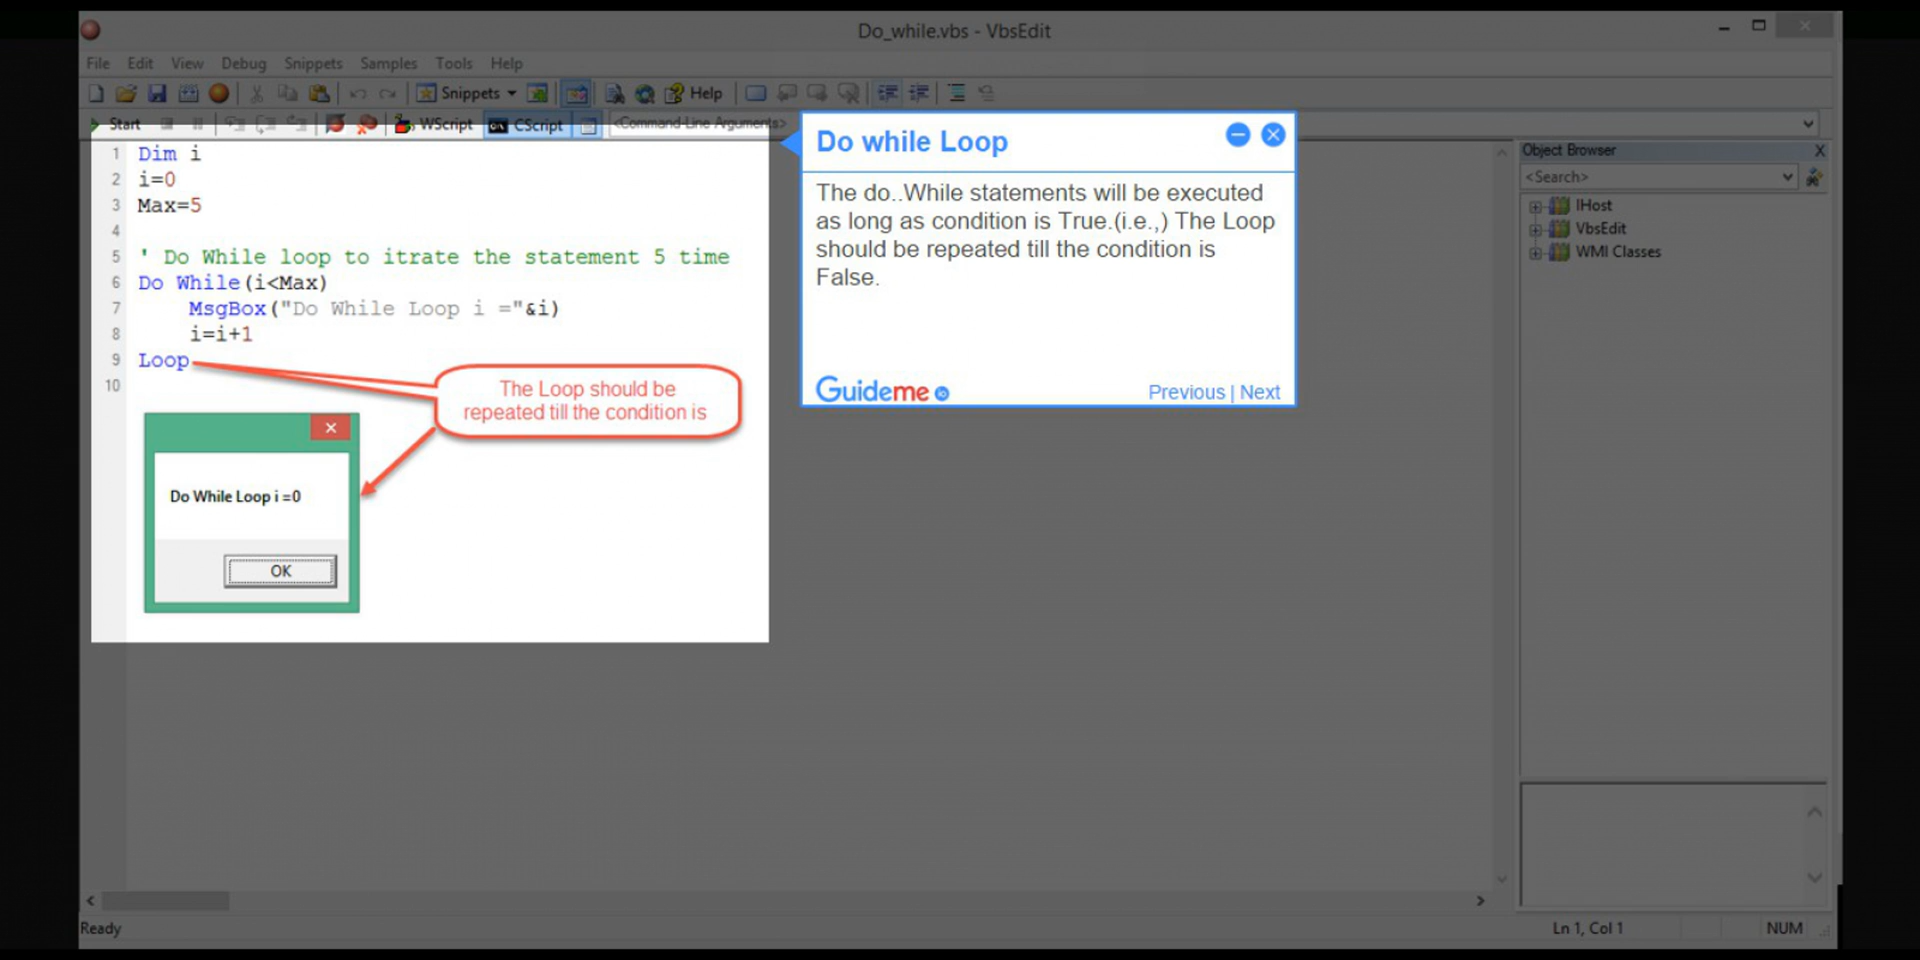 Do_while.vbs - VbsEdit
File Edit View Debug Snippets Samples Tools Help
Snippets Help
Start WScript CScript <Command-Line Arguments>
1 Dim i
2 i=0
3 Max=5
4
5 ' Do While loop to itrate the statement 5 time
6 Do While(i<Max)
7 MsgBox("Do While Loop i ="&i)
8 i=i+1
9 Loop
10
The Loop should be
repeated till the condition is
Do While Loop i =0
OK
Do while Loop
The do..While statements will be executed
as long as condition is True.(i.e.,) The Loop
should be repeated till the condition is
False.
Guideme io
Previous | Next
Object Browser X
<Search>
IHost
VbsEdit
WMI Classes
Ready Ln 1, Col 1 NUM